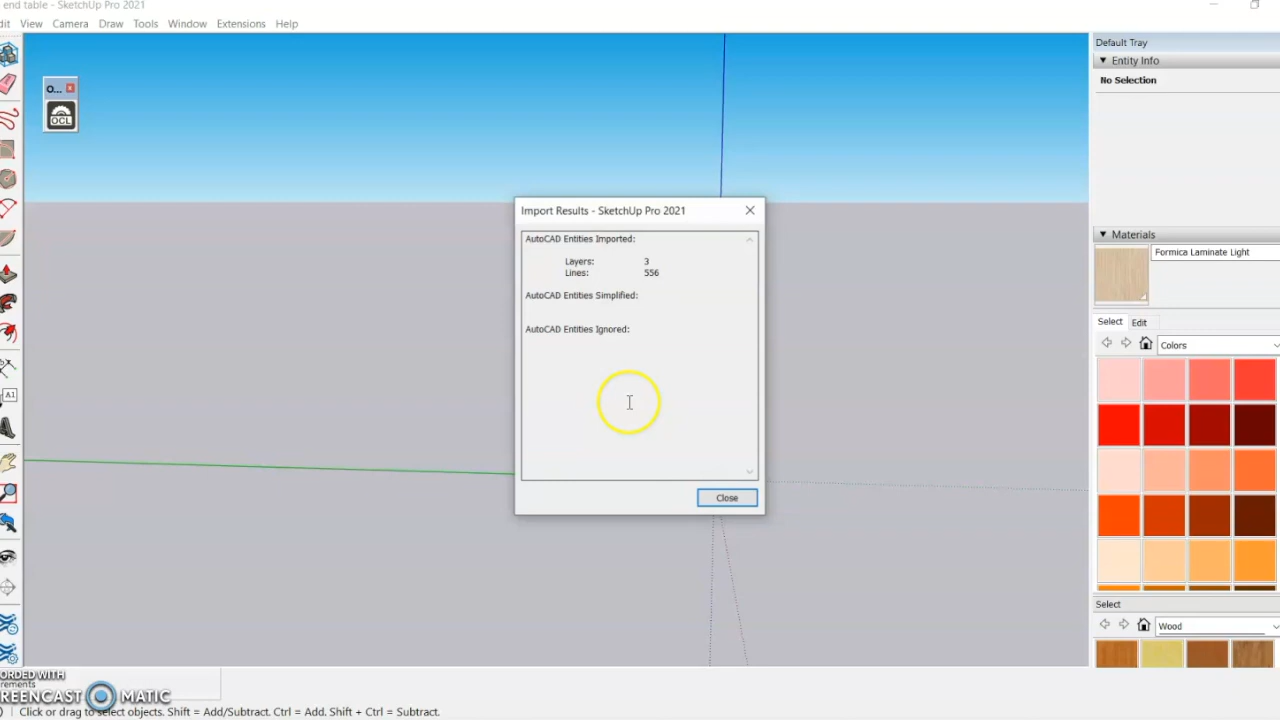 end table - SketchUp Pro 2021
dit View Camera Draw Tools Window Extensions Help
Default Tray
Entity Info
No Selection
O...
OCL
Import Results - SketchUp Pro 2021
AutoCAD Entities Imported:
Layers: 3
Lines: 556
AutoCAD Entities Simplified:
AutoCAD Entities Ignored:
Close
Materials
Formica Laminate Light
Select Edit
Colors
Select
Wood
A1
ORDED WITH
REENCAST MATIC
rements
Click or drag to select objects. Shift = Add/Subtract. Ctrl = Add. Shift + Ctrl = Subtract.